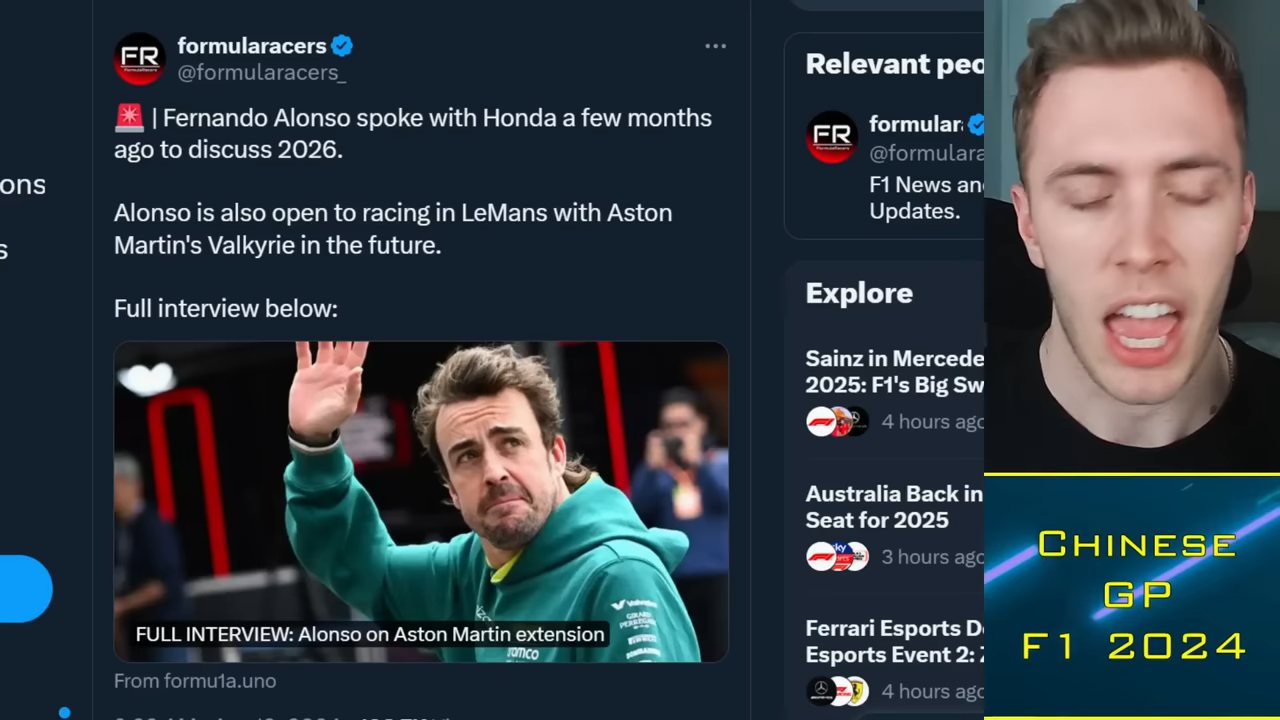 formularacers
@formularacers_
🚨 | Fernando Alonso spoke with Honda a few months
ago to discuss 2026.
Alonso is also open to racing in LeMans with Aston
Martin's Valkyrie in the future.
Full interview below:
FULL INTERVIEW: Alonso on Aston Martin extension
From formu1a.uno
ons
s
FR
FR
Relevant peo
formular
@formulara
F1 News an
Updates.
Explore
Sainz in Mercede
2025: F1's Big Sw
4 hours ago
Australia Back in
Seat for 2025
3 hours ago
Ferrari Esports D
Esports Event 2:
4 hours ago
CHINESE
GP
F1 2024